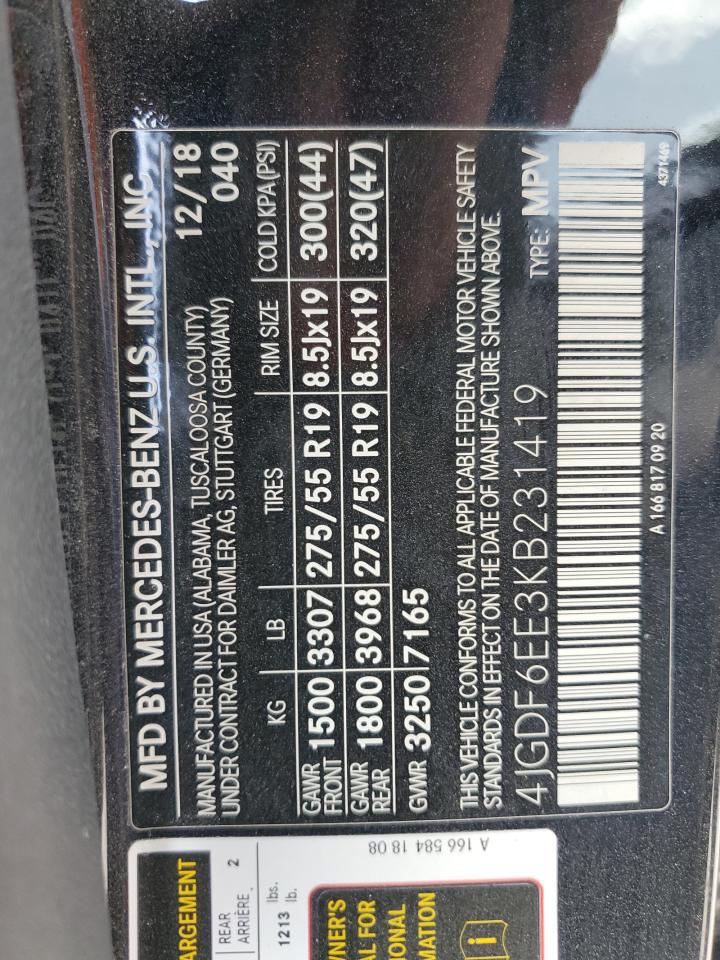 MFD BY MERCEDES-BENZ U.S. INTL., INC
12/18
MANUFACTURED IN USA (ALABAMA, TUSCALOOSA COUNTY)
UNDER CONTRACT FOR DAIMLER AG, STUTTGART (GERMANY)
040
KG LB TIRES RIM SIZE COLD KPA (PSI)
GAWR FRONT 1500 3307 275/55 R19 8.5Jx19 300(44)
GAWR REAR 1800 3968 275/55 R19 8.5Jx19 320(47)
GVWR 3250 7165
THIS VEHICLE CONFORMS TO ALL APPLICABLE FEDERAL MOTOR VEHICLE SAFETY
STANDARDS IN EFFECT ON THE DATE OF MANUFACTURE SHOWN ABOVE.
4JGDF6EE3KB231419 TYPE: MPV
4371469
A 166 817 09 20
A 166 584 18 08
REAR
ARRIÈRE 2
1213 lbs.
lb.